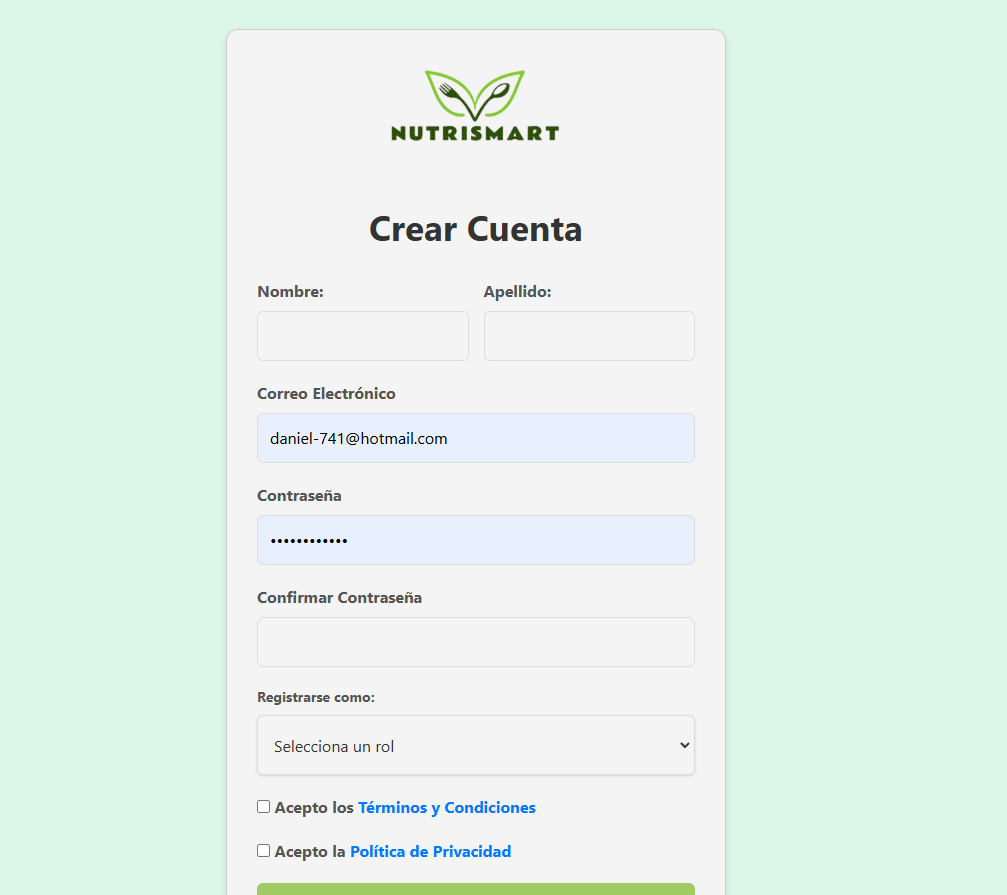 NUTRISMART
Crear Cuenta
Nombre: Apellido:
Correo Electrónico
daniel-741@hotmail.com
Contraseña
••••••••••••
Confirmar Contraseña
Registrarse como:
Selecciona un rol
Acepto los Términos y Condiciones
Acepto la Política de Privacidad